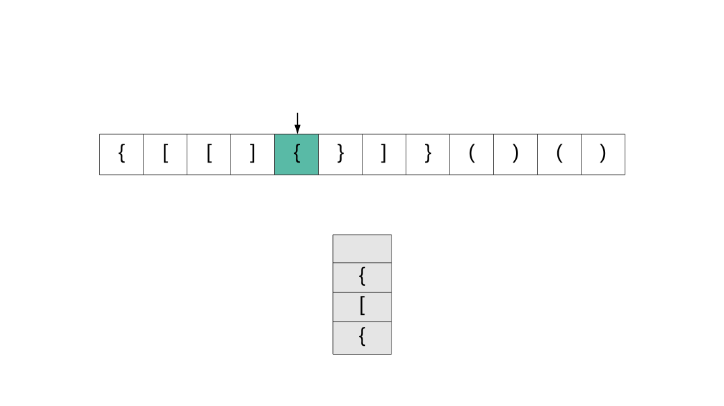 { [ [ ] { } ] } ( ) ( )
{
[
{